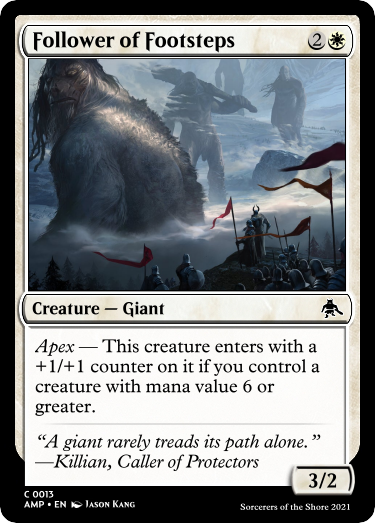 Follower of Footsteps 2
Creature — Giant
Apex — This creature enters with a
+1/+1 counter on it if you control a
creature with mana value 6 or
greater.
“A giant rarely treads its path alone.”
—Killian, Caller of Protectors
3/2
C 0013
AMP • EN Jason Kang
Sorcerers of the Shore 2021